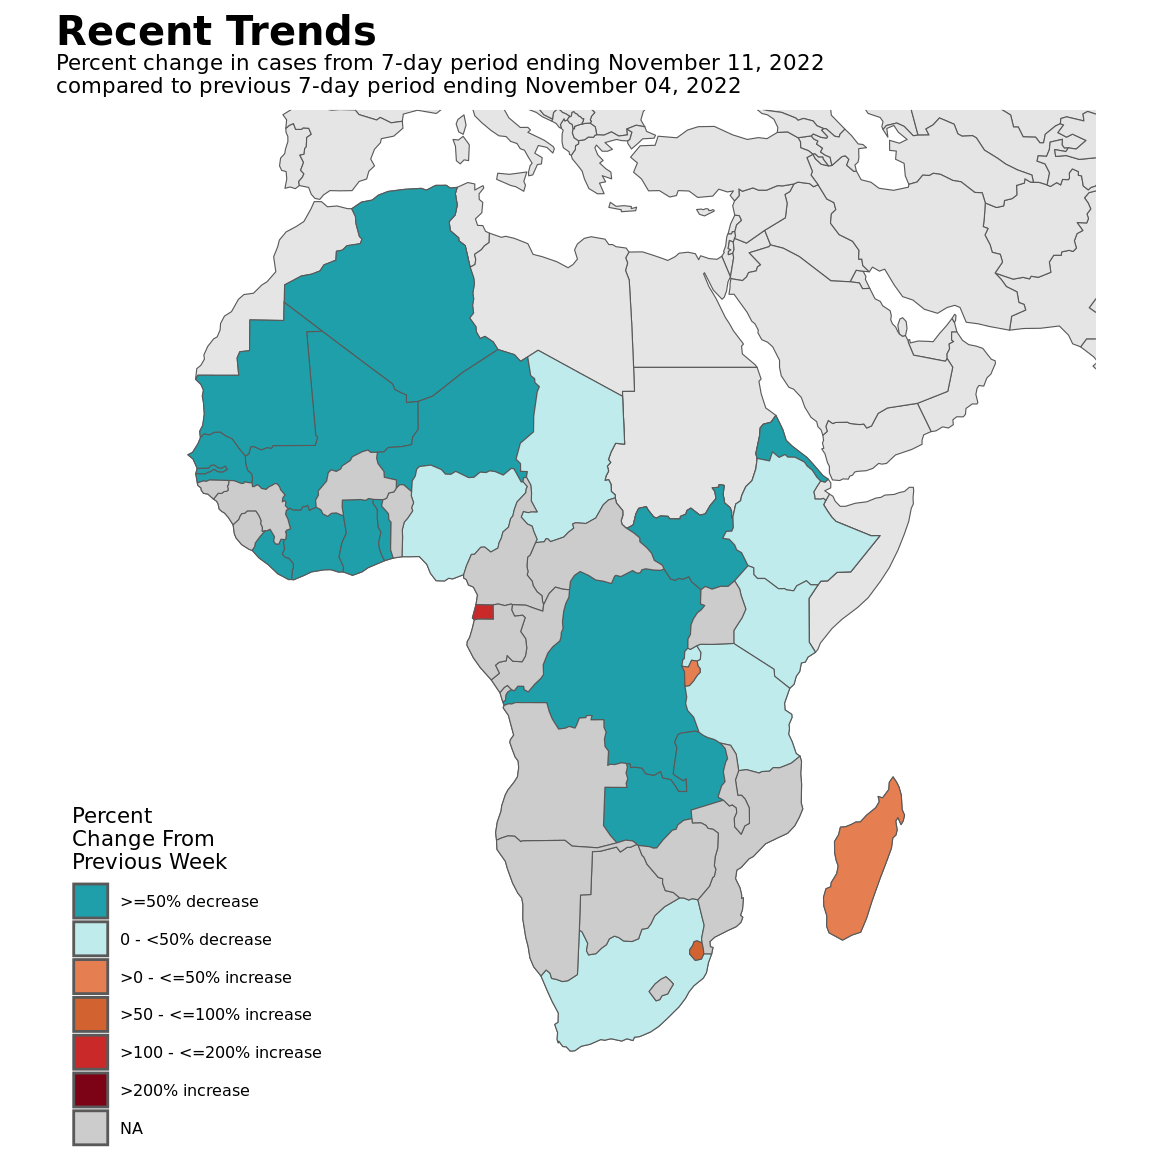 Recent Trends
Percent change in cases from 7-day period ending November 11, 2022
compared to previous 7-day period ending November 04, 2022
Percent
Change From
Previous Week
>=50% decrease
0 - <50% decrease
>0 - <=50% increase
>50 - <=100% increase
>100 - <=200% increase
>200% increase
NA